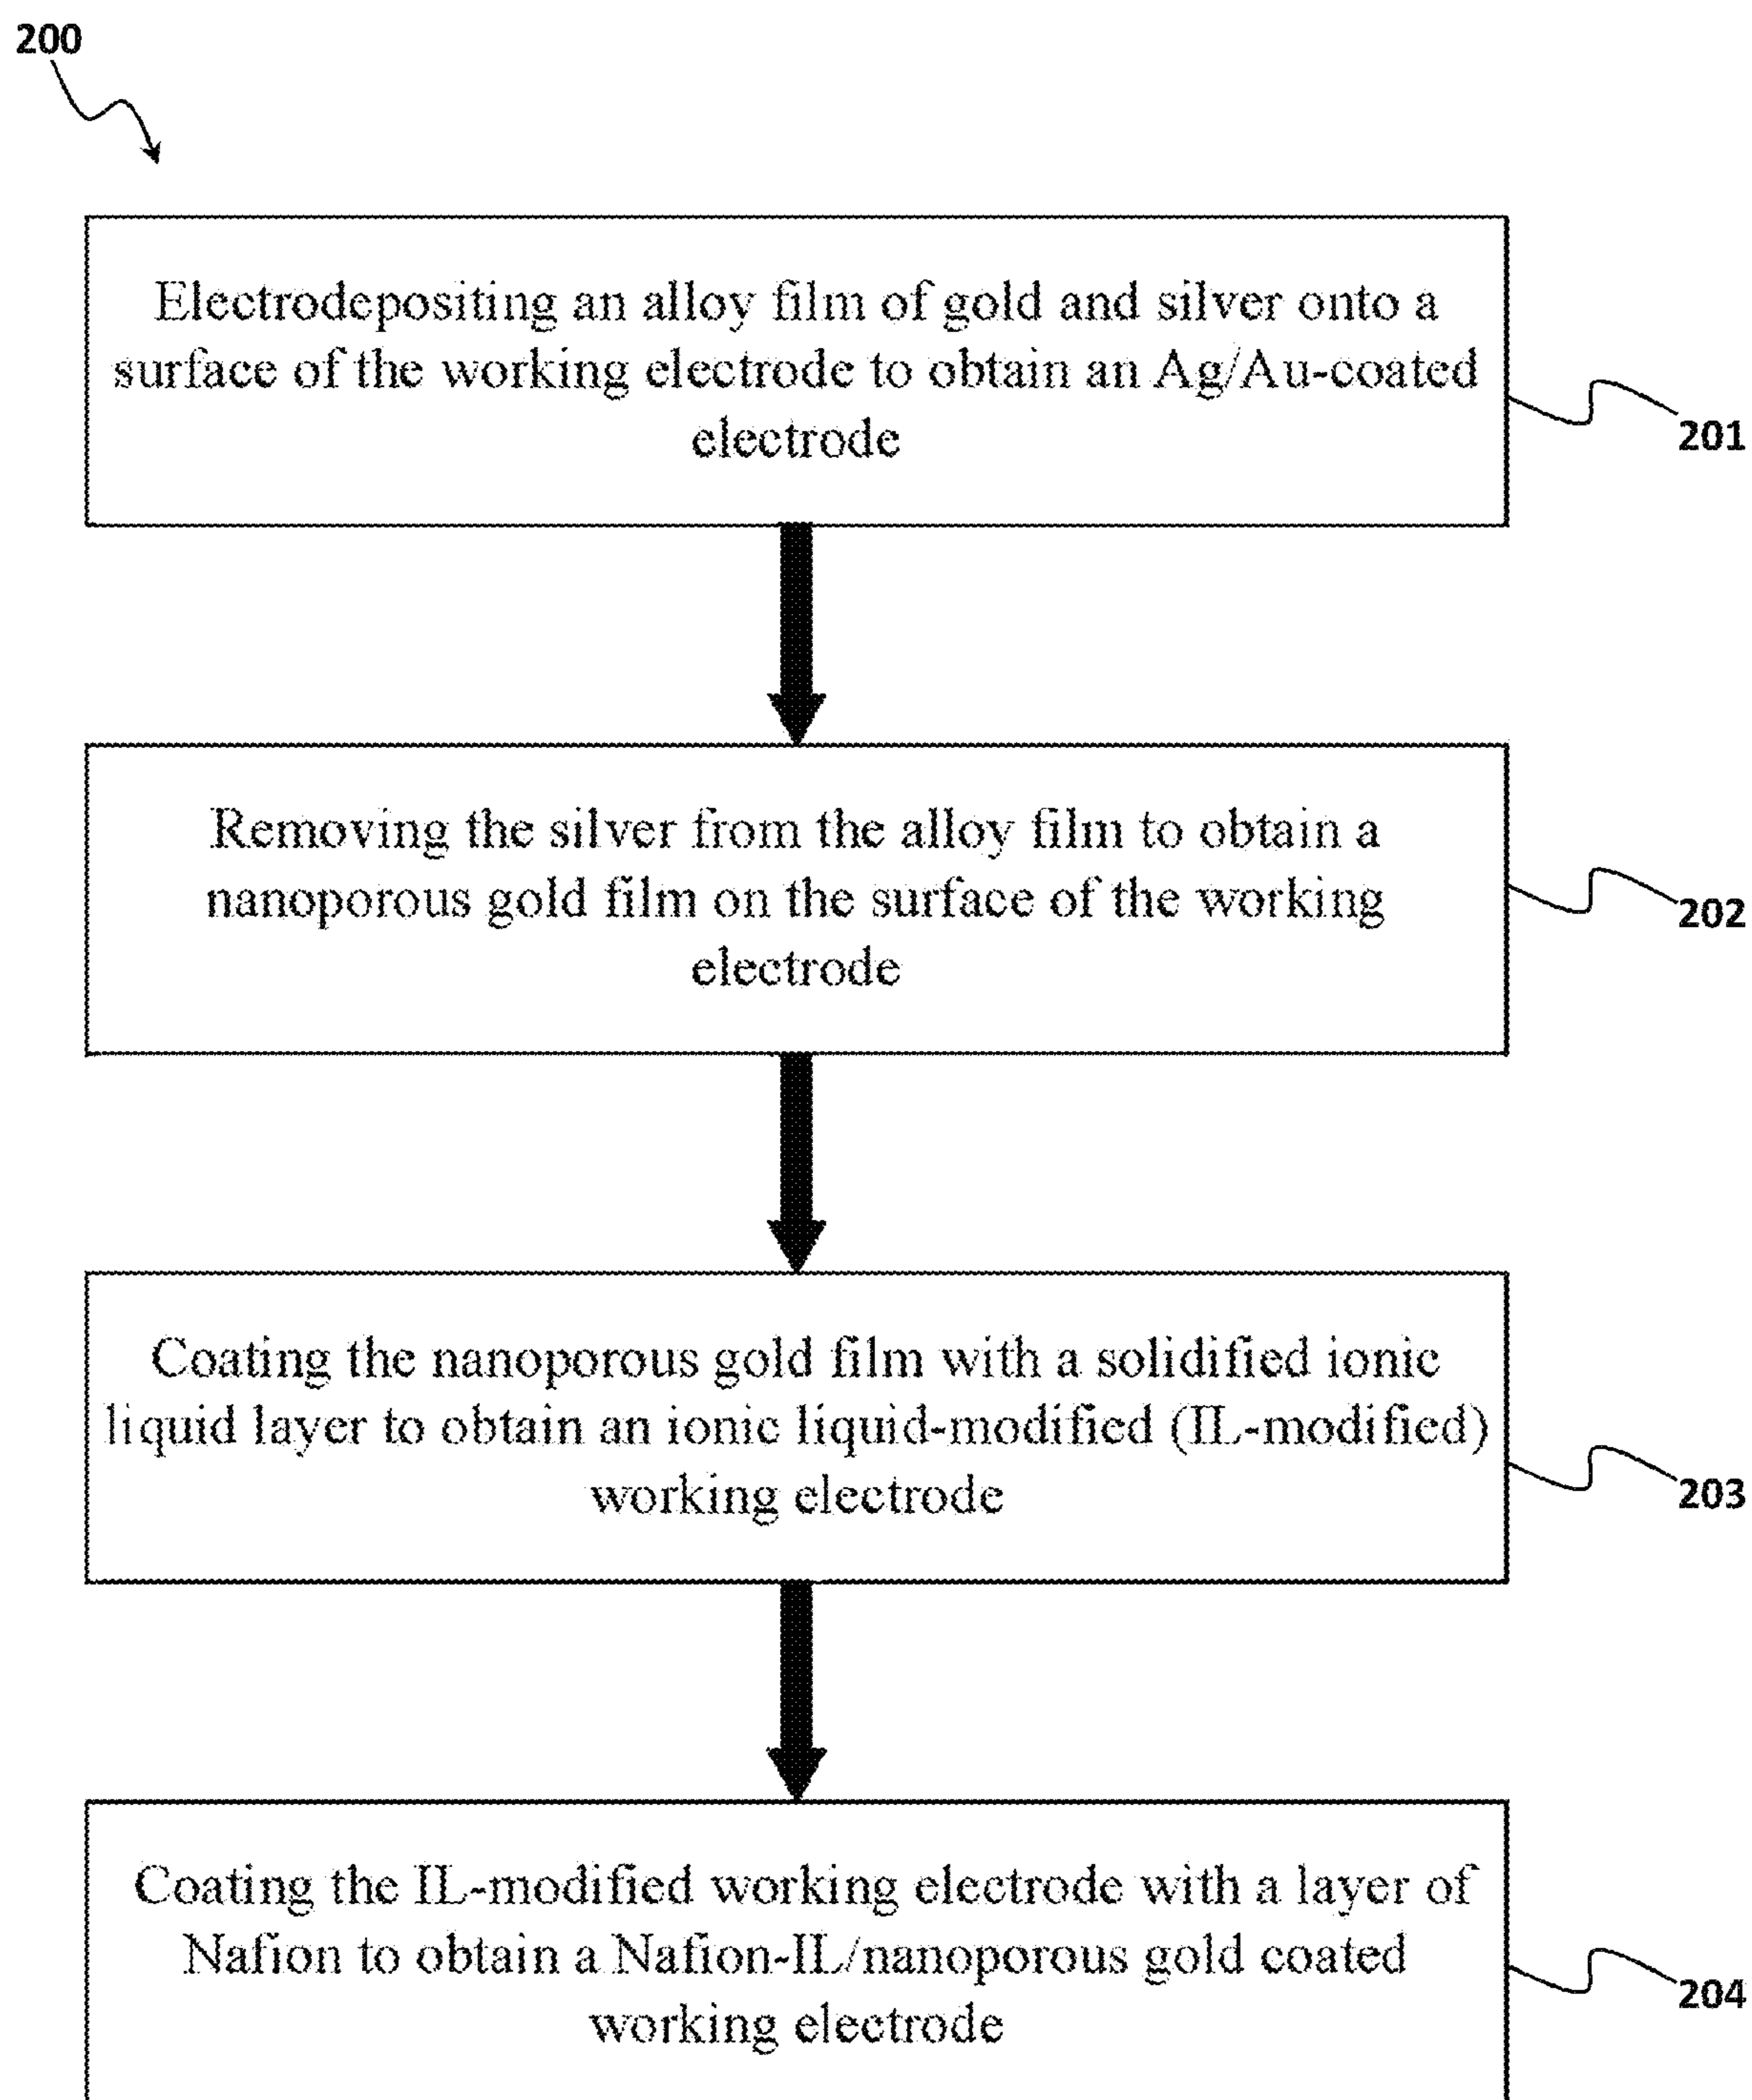 200
Electrodepositing an alloy film of gold and silver onto a
surface of the working electrode to obtain an Ag/Au-coated
electrode
201
Removing the silver from the alloy film to obtain a
nanoporous gold film on the surface of the working
electrode
202
Coating the nanoporous gold film with a solidified ionic
liquid layer to obtain an ionic liquid-modified (IL-modified)
working electrode
203
Coating the IL-modified working electrode with a layer of
Nafion to obtain a Nafion-IL/nanoporous gold coated
working electrode
204